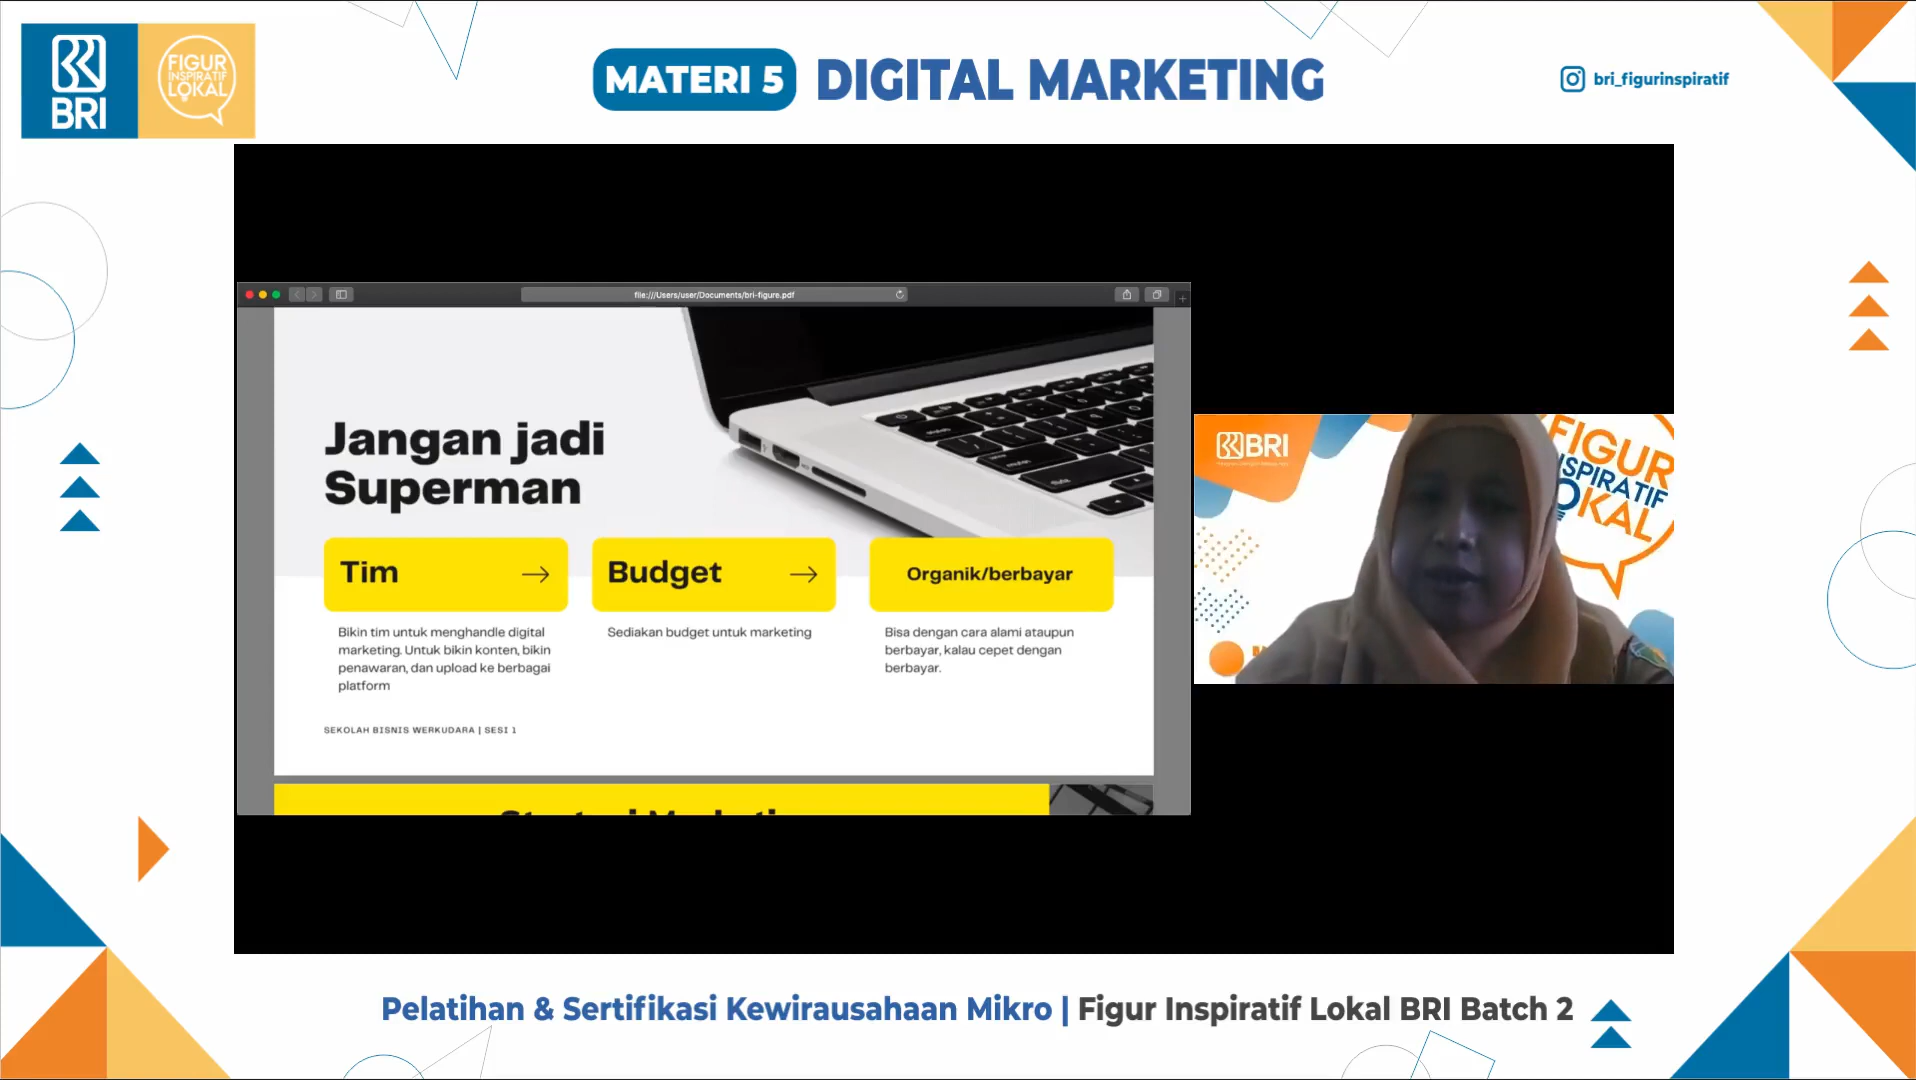 BRI
FIGUR
INSPIRATIF
LOKAL
MATERI 5 DIGITAL MARKETING
bri_figurinspiratif
file:///Users/user/Documents/bri-figure.pdf
Jangan jadi
Superman
Tim
Bikin tim untuk menghandle digital
marketing. Untuk bikin konten, bikin
penawaran, dan upload ke berbagai
platform
Budget
Sediakan budget untuk marketing
Organik/berbayar
Bisa dengan cara alami ataupun
berbayar, kalau cepet dengan
berbayar.
SEKOLAH BISNIS WERKUDARA | SESI 1
BRI
FIGUR
NSPIRATIF
OKAL
Pelatihan & Sertifikasi Kewirausahaan Mikro | Figur Inspiratif Lokal BRI Batch 2